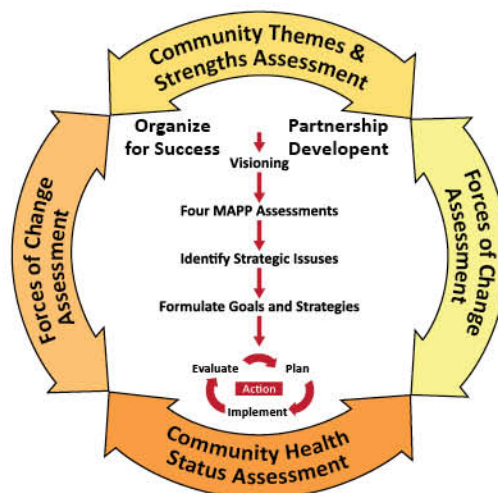 Community Themes &
Strengths Assessment
Organize
for Success
Partnership
Developent
Visioning
Four MAPP Assessments
Identify Strategic Issuses
Formulate Goals and Strategies
Evaluate
Plan
Action
Implement
Forces of Change
Assessment
Forces of Change
Assessment
Community Health
Status Assessment